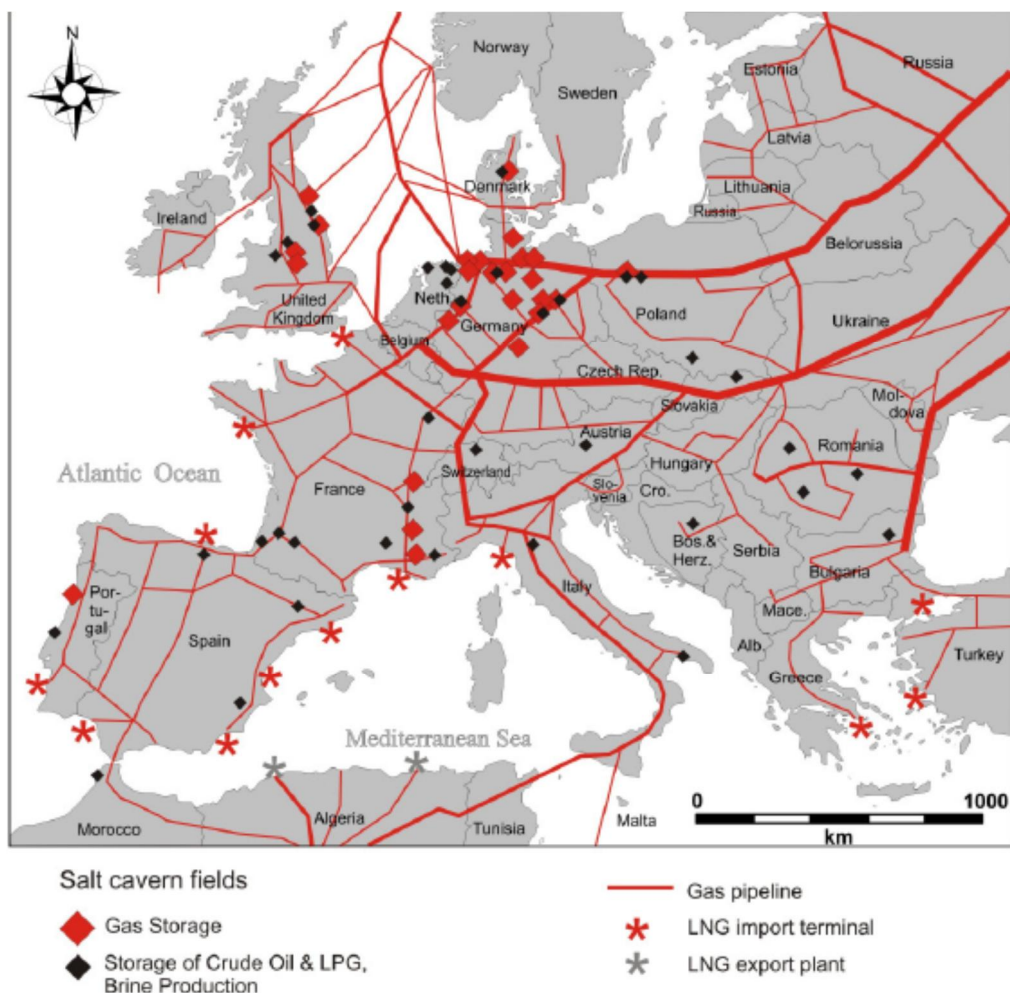 N
Norway
Sweden
Estonia
Russia
Latvia
Lithuania
Russia
Denmark
Ireland
Belorussia
United
Kingdom
Neth
Germany
Poland
Belgium
Ukraine
Czech Rep.
Slovakia
Mol-
dova
Austria
Romania
Atlantic Ocean
France
Switzerland
Hungary
Slo-
venia
Cro.
Bos.&
Herz.
Serbia
Italy
Bulgaria
Por-
tu-
gal
Spain
Mace.
Alb.
Greece
Turkey
Mediterranean Sea
0
1000
km
Morocco
Algeria
Tunisia
Malta
Salt cavern fields
Gas Storage
Storage of Crude Oil & LPG,
Brine Production
Gas pipeline
LNG import terminal
LNG export plant